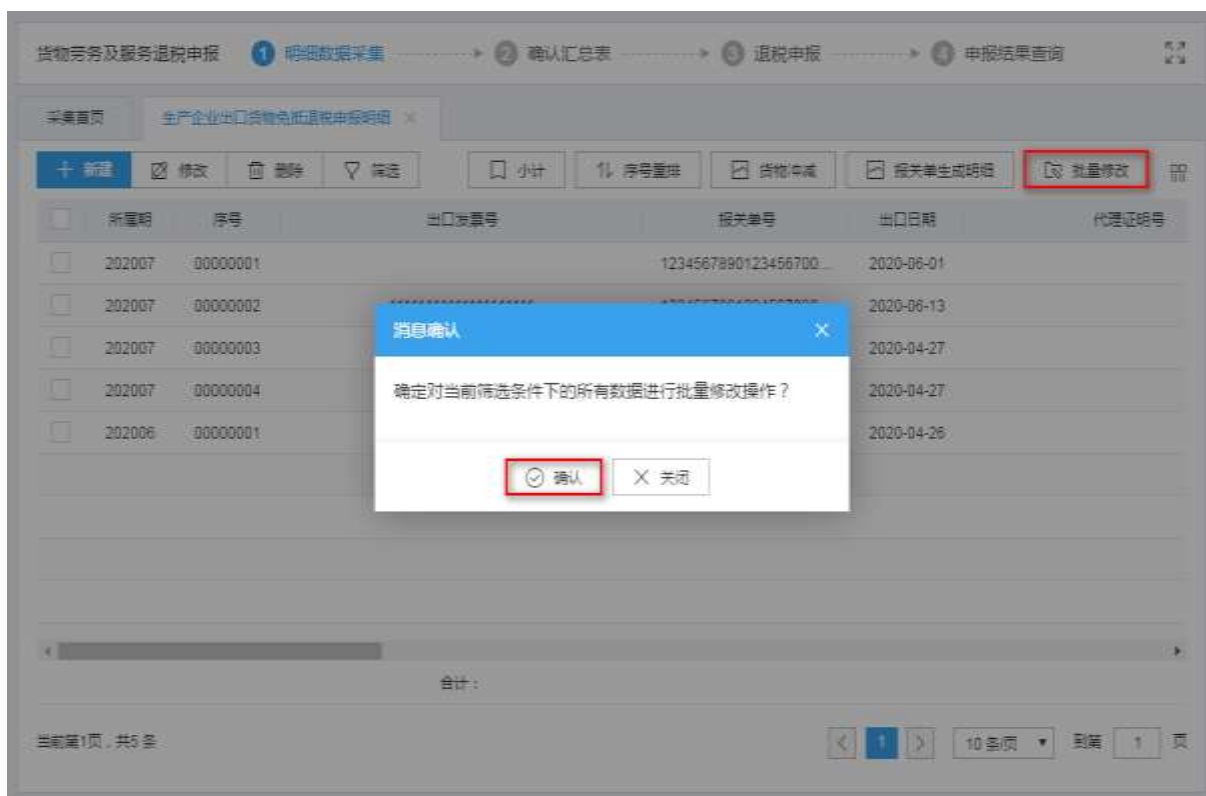 货物劳务及服务退税申报 1 明细数据采集 2 确认汇总表 3 退税申报 4 申报结果查询
采集首页 生产企业出口货物免抵退税申报明细 ×
+ 新建 修改 删除 筛选 小计 序号重排 货物冲减 报关单生成明细 批量修改
所属期 序号 出口发票号 报关单号 出口日期 代理证明号
202007 00000001 1234567890123456700... 2020-06-01
202007 00000002 2020-06-13
202007 00000003 2020-04-27
202007 00000004 2020-04-27
202006 00000001 2020-04-26
消息确认 ×
确定对当前筛选条件下的所有数据进行批量修改操作？
确认 × 关闭
合计：
当前第1页，共5条 < 1 > 10条/页 到第 1 页